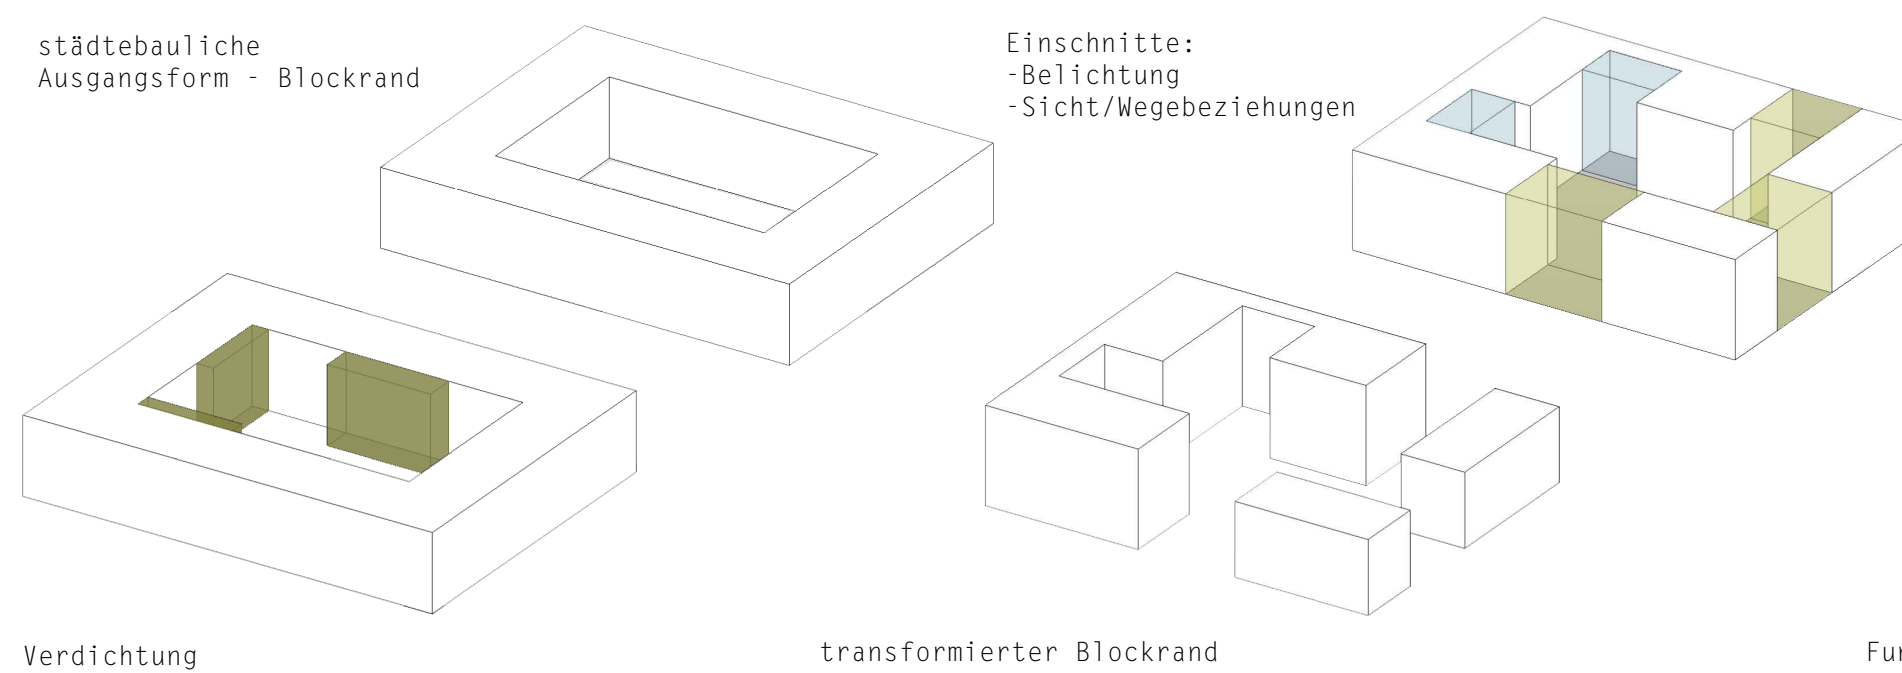 städtebauliche
Ausgangsform - Blockrand
Einschnitte:
-Belichtung
-Sicht/Wegebeziehungen
Verdichtung
transformierter Blockrand